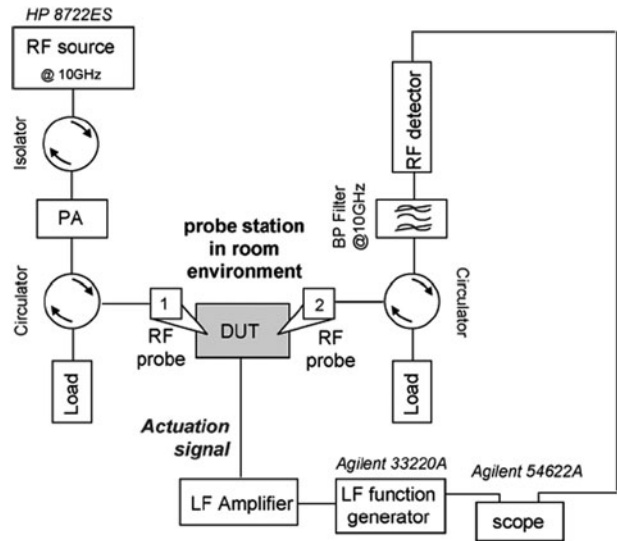 HP 8722ES
RF source
@ 10GHz
Isolator
PA
Circulator
Load
probe station
in room
environment
1
RF
probe
DUT
2
RF
probe
RF detector
BP Filter
@10GHz
Circulator
Load
Actuation
signal
LF Amplifier
Agilent 33220A
LF function
generator
Agilent 54622A
scope